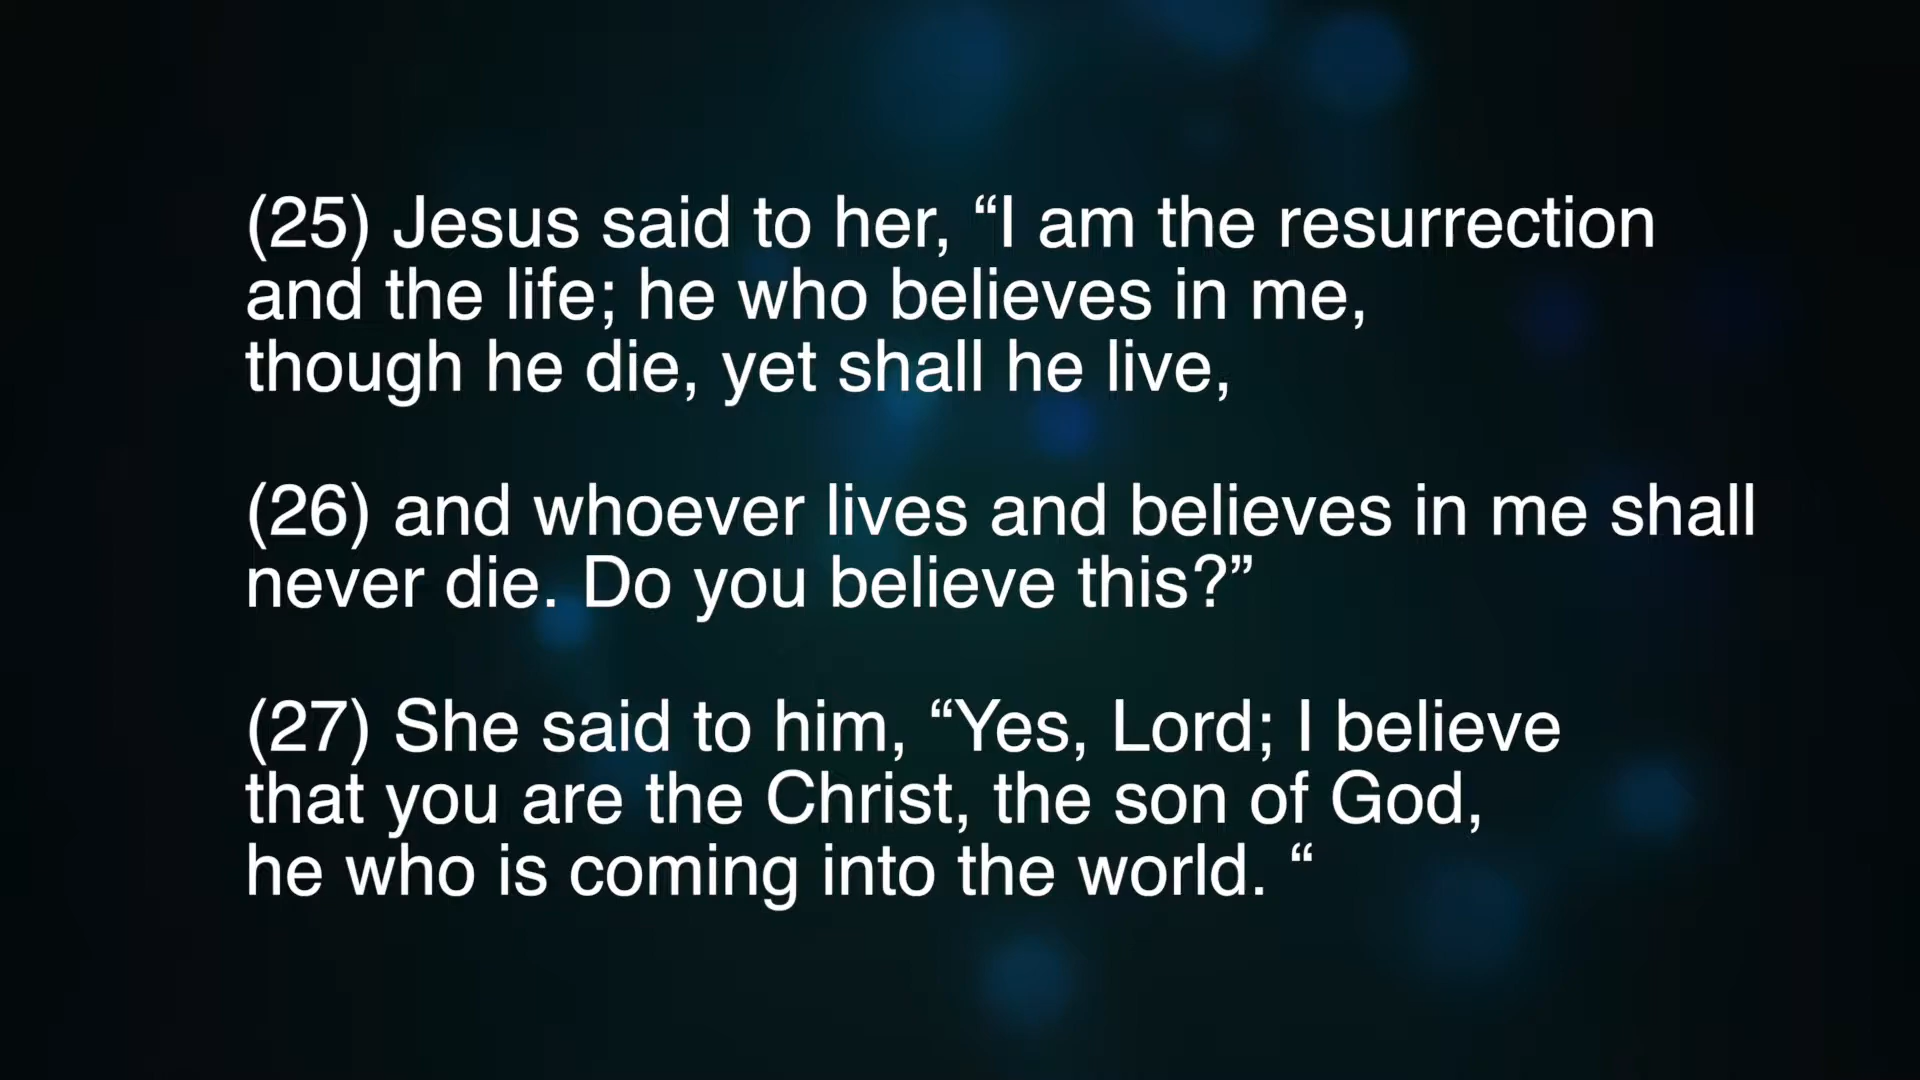 (25) Jesus said to her, “I am the resurrection
and the life; he who believes in me,
though he die, yet shall he live,
(26) and whoever lives and believes in me shall
never die. Do you believe this?”
(27) She said to him, “Yes, Lord; I believe
that you are the Christ, the son of God,
he who is coming into the world. “